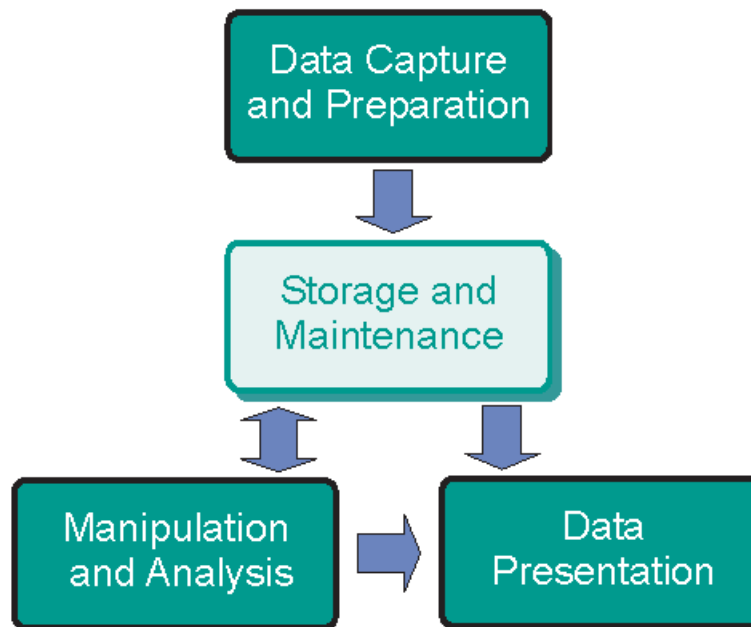 Data Capture
and Preparation
Storage and
Maintenance
Manipulation
and Analysis
Data
Presentation